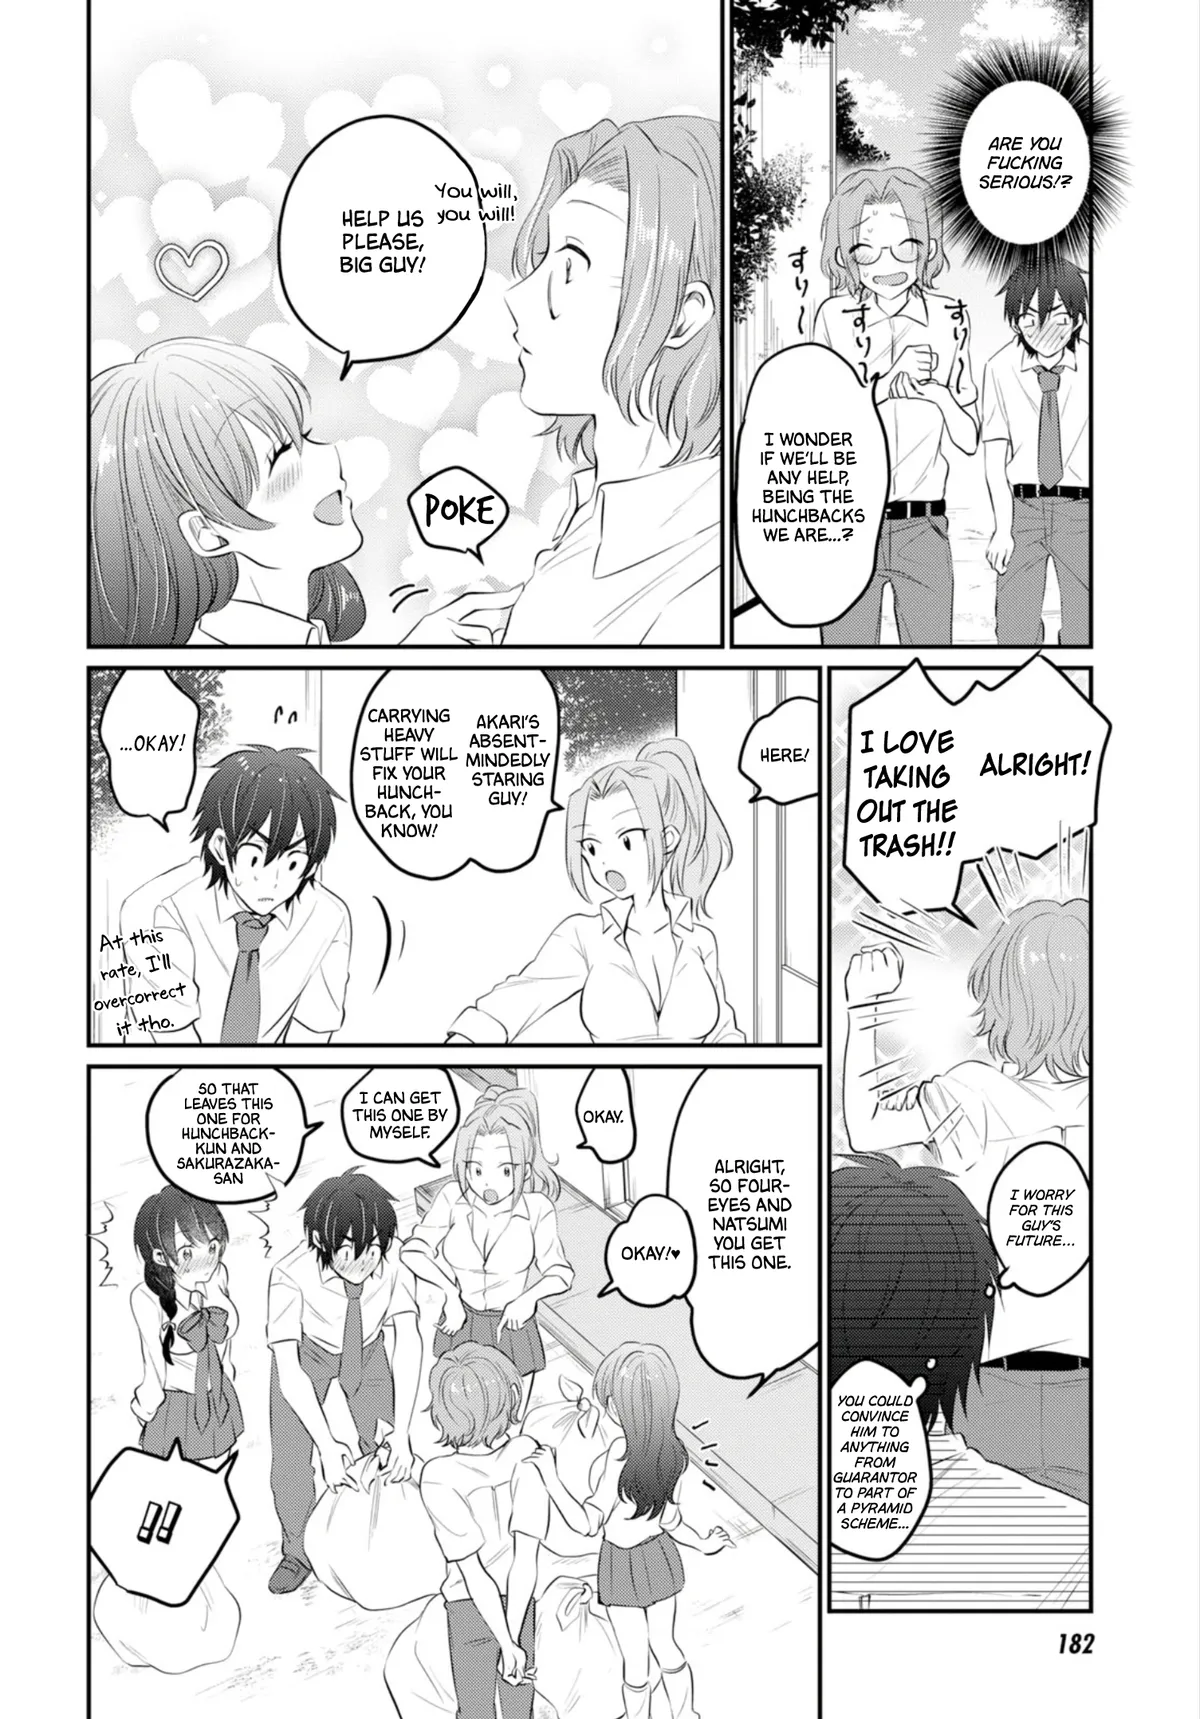 ARE YOU
FUCKING
SERIOUS!?
すり〜
すり〜
すり〜
I WONDER
IF WE'LL BE
ANY HELP,
BEING THE
HUNCHBACKS
WE ARE...?
You will,
you will!
HELP US
PLEASE,
BIG GUY!
POKE
ALRIGHT!
I LOVE
TAKING
OUT THE
TRASH!!
I WORRY
FOR THIS
GUY'S
FUTURE...
YOU COULD
CONVINCE
HIM TO
ANYTHING
FROM
GUARANTOR
TO PART OF
A PYRAMID
SCHEME...
HERE!
AKARI'S
ABSENT-
MINDEDLY
STARING
GUY!
CARRYING
HEAVY
STUFF WILL
FIX YOUR
HUNCH-
BACK, YOU
KNOW!
...OKAY!
At this
rate, I'll
overcorrect
it tho.
ALRIGHT,
SO FOUR-
EYES AND
NATSUMI
YOU GET
THIS ONE.
OKAY.
OKAY!♥
I CAN GET
THIS ONE BY
MYSELF.
SO THAT
LEAVES THIS
ONE FOR
HUNCHBACK-
KUN AND
SAKURAZAKA-
SAN
!!
182